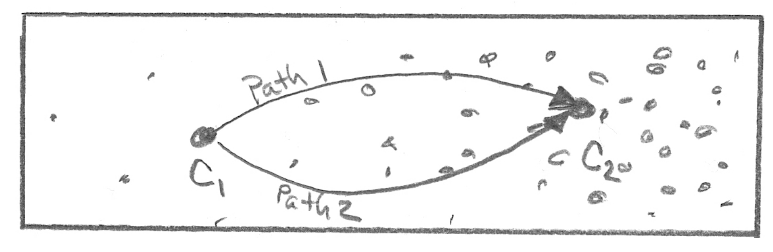 Path 1
C₁
C₂
Path 2